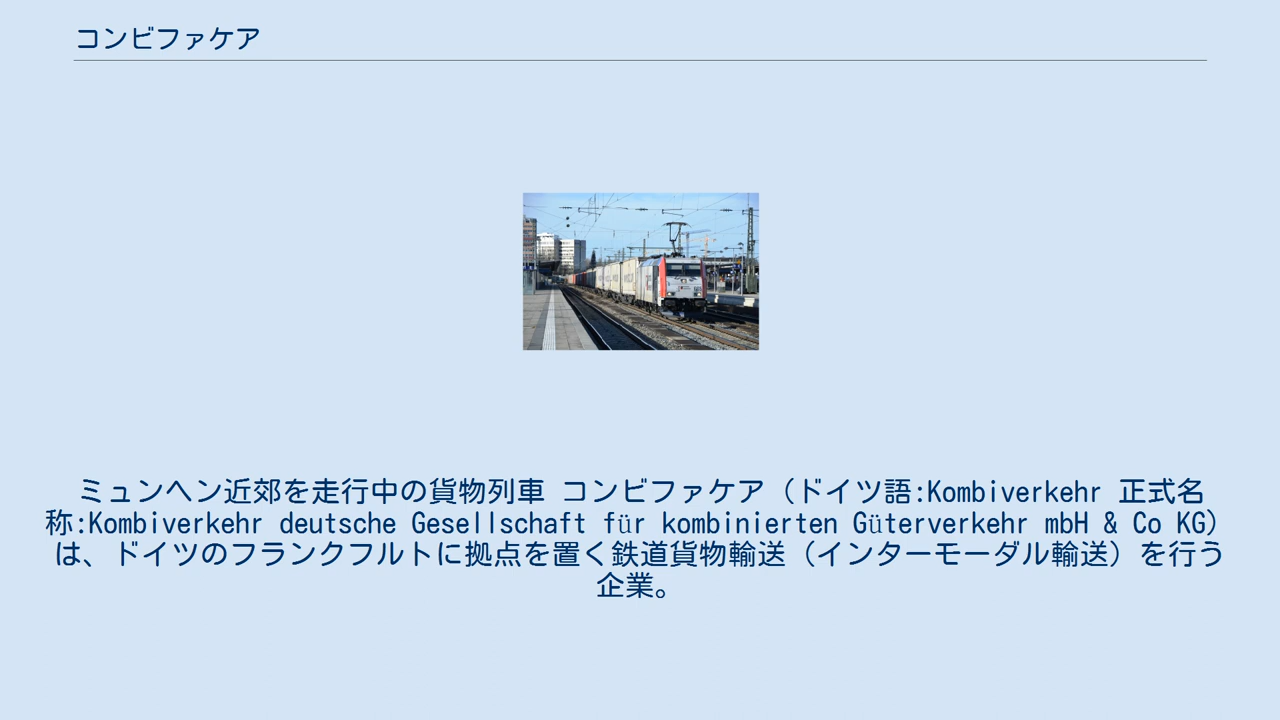 コンビファケア
ミュンヘン近郊を走行中の貨物列車 コンビファケア（ドイツ語:Kombiverkehr 正式名
称:Kombiverkehr deutsche Gesellschaft für kombinierten Güterverkehr mbH & Co KG）
は、ドイツのフランクフルトに拠点を置く鉄道貨物輸送（インターモーダル輸送）を行う
企業。